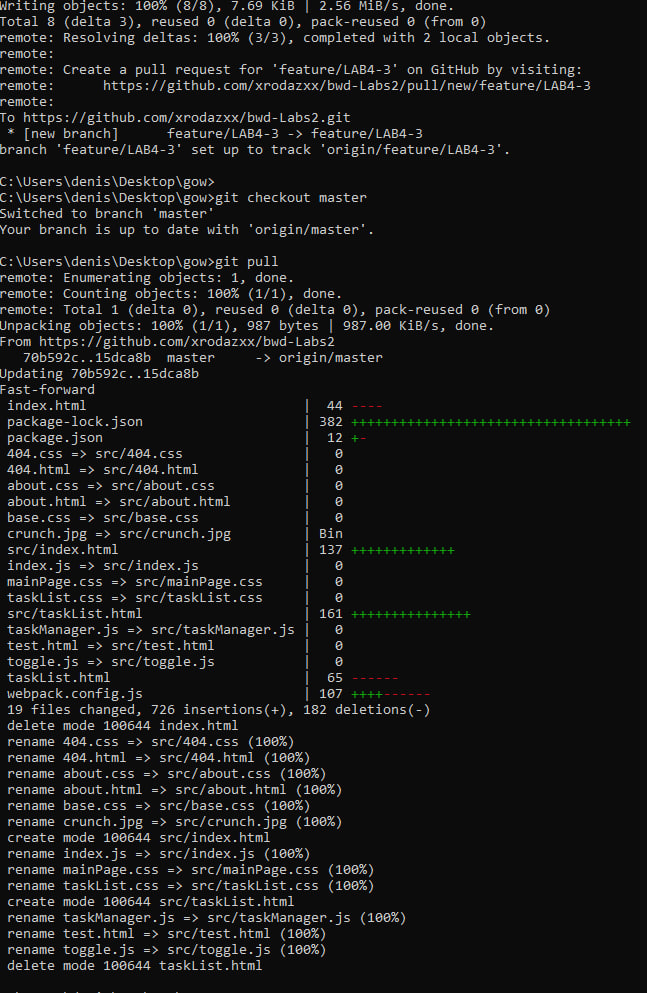 Writing objects: 100% (8/8), 7.69 KiB | 2.56 MiB/s, done.
Total 8 (delta 3), reused 0 (delta 0), pack-reused 0 (from 0)
remote: Resolving deltas: 100% (3/3), completed with 2 local objects.
remote:
remote: Create a pull request for 'feature/LAB4-3' on GitHub by visiting:
remote:      https://github.com/xrodazxx/bwd-Labs2/pull/new/feature/LAB4-3
remote:
To https://github.com/xrodazxx/bwd-Labs2.git
 * [new branch]      feature/LAB4-3 -> feature/LAB4-3
branch 'feature/LAB4-3' set up to track 'origin/feature/LAB4-3'.
C:\Users\denis\Desktop\gow>
C:\Users\denis\Desktop\gow>git checkout master
Switched to branch 'master'
Your branch is up to date with 'origin/master'.
C:\Users\denis\Desktop\gow>git pull
remote: Enumerating objects: 1, done.
remote: Counting objects: 100% (1/1), done.
remote: Total 1 (delta 0), reused 0 (delta 0), pack-reused 0 (from 0)
Unpacking objects: 100% (1/1), 987 bytes | 987.00 KiB/s, done.
From https://github.com/xrodazxx/bwd-Labs2
   70b592c..15dca8b  master     -> origin/master
Updating 70b592c..15dca8b
Fast-forward
 index.html                           |  44 ----
 package-lock.json                    | 382 +++++++++++++++++++++++++++++++++++
 package.json                         |  12 +-
 404.css => src/404.css               |   0
 404.html => src/404.html             |   0
 about.css => src/about.css           |   0
 about.html => src/about.html         |   0
 base.css => src/base.css             |   0
 crunch.jpg => src/crunch.jpg         | Bin
 src/index.html                       | 137 +++++++++++++
 index.js => src/index.js             |   0
 mainPage.css => src/mainPage.css     |   0
 taskList.css => src/taskList.css     |   0
 src/taskList.html                    | 161 +++++++++++++++
 taskManager.js => src/taskManager.js |   0
 test.html => src/test.html           |   0
 toggle.js => src/toggle.js           |   0
 taskList.html                        |  65 ------
 webpack.config.js                    | 107 ++++------
 19 files changed, 726 insertions(+), 182 deletions(-)
 delete mode 100644 index.html
 rename 404.css => src/404.css (100%)
 rename 404.html => src/404.html (100%)
 rename about.css => src/about.css (100%)
 rename about.html => src/about.html (100%)
 rename base.css => src/base.css (100%)
 rename crunch.jpg => src/crunch.jpg (100%)
 create mode 100644 src/index.html
 rename index.js => src/index.js (100%)
 rename mainPage.css => src/mainPage.css (100%)
 rename taskList.css => src/taskList.css (100%)
 create mode 100644 src/taskList.html
 rename taskManager.js => src/taskManager.js (100%)
 rename test.html => src/test.html (100%)
 rename toggle.js => src/toggle.js (100%)
 delete mode 100644 taskList.html